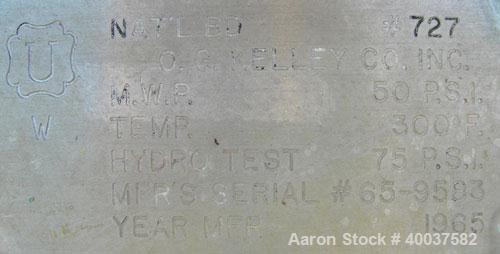 NAT'L BD # 727
U
O. G. KELLEY CO. INC.
M.W.P. 50 P.S.I.
W
TEMP. 300°F.
HYDRO TEST 75 P.S.I.
MFR'S SERIAL # 65-9593
YEAR MFR. 1965
Aaron Stock # 40037582